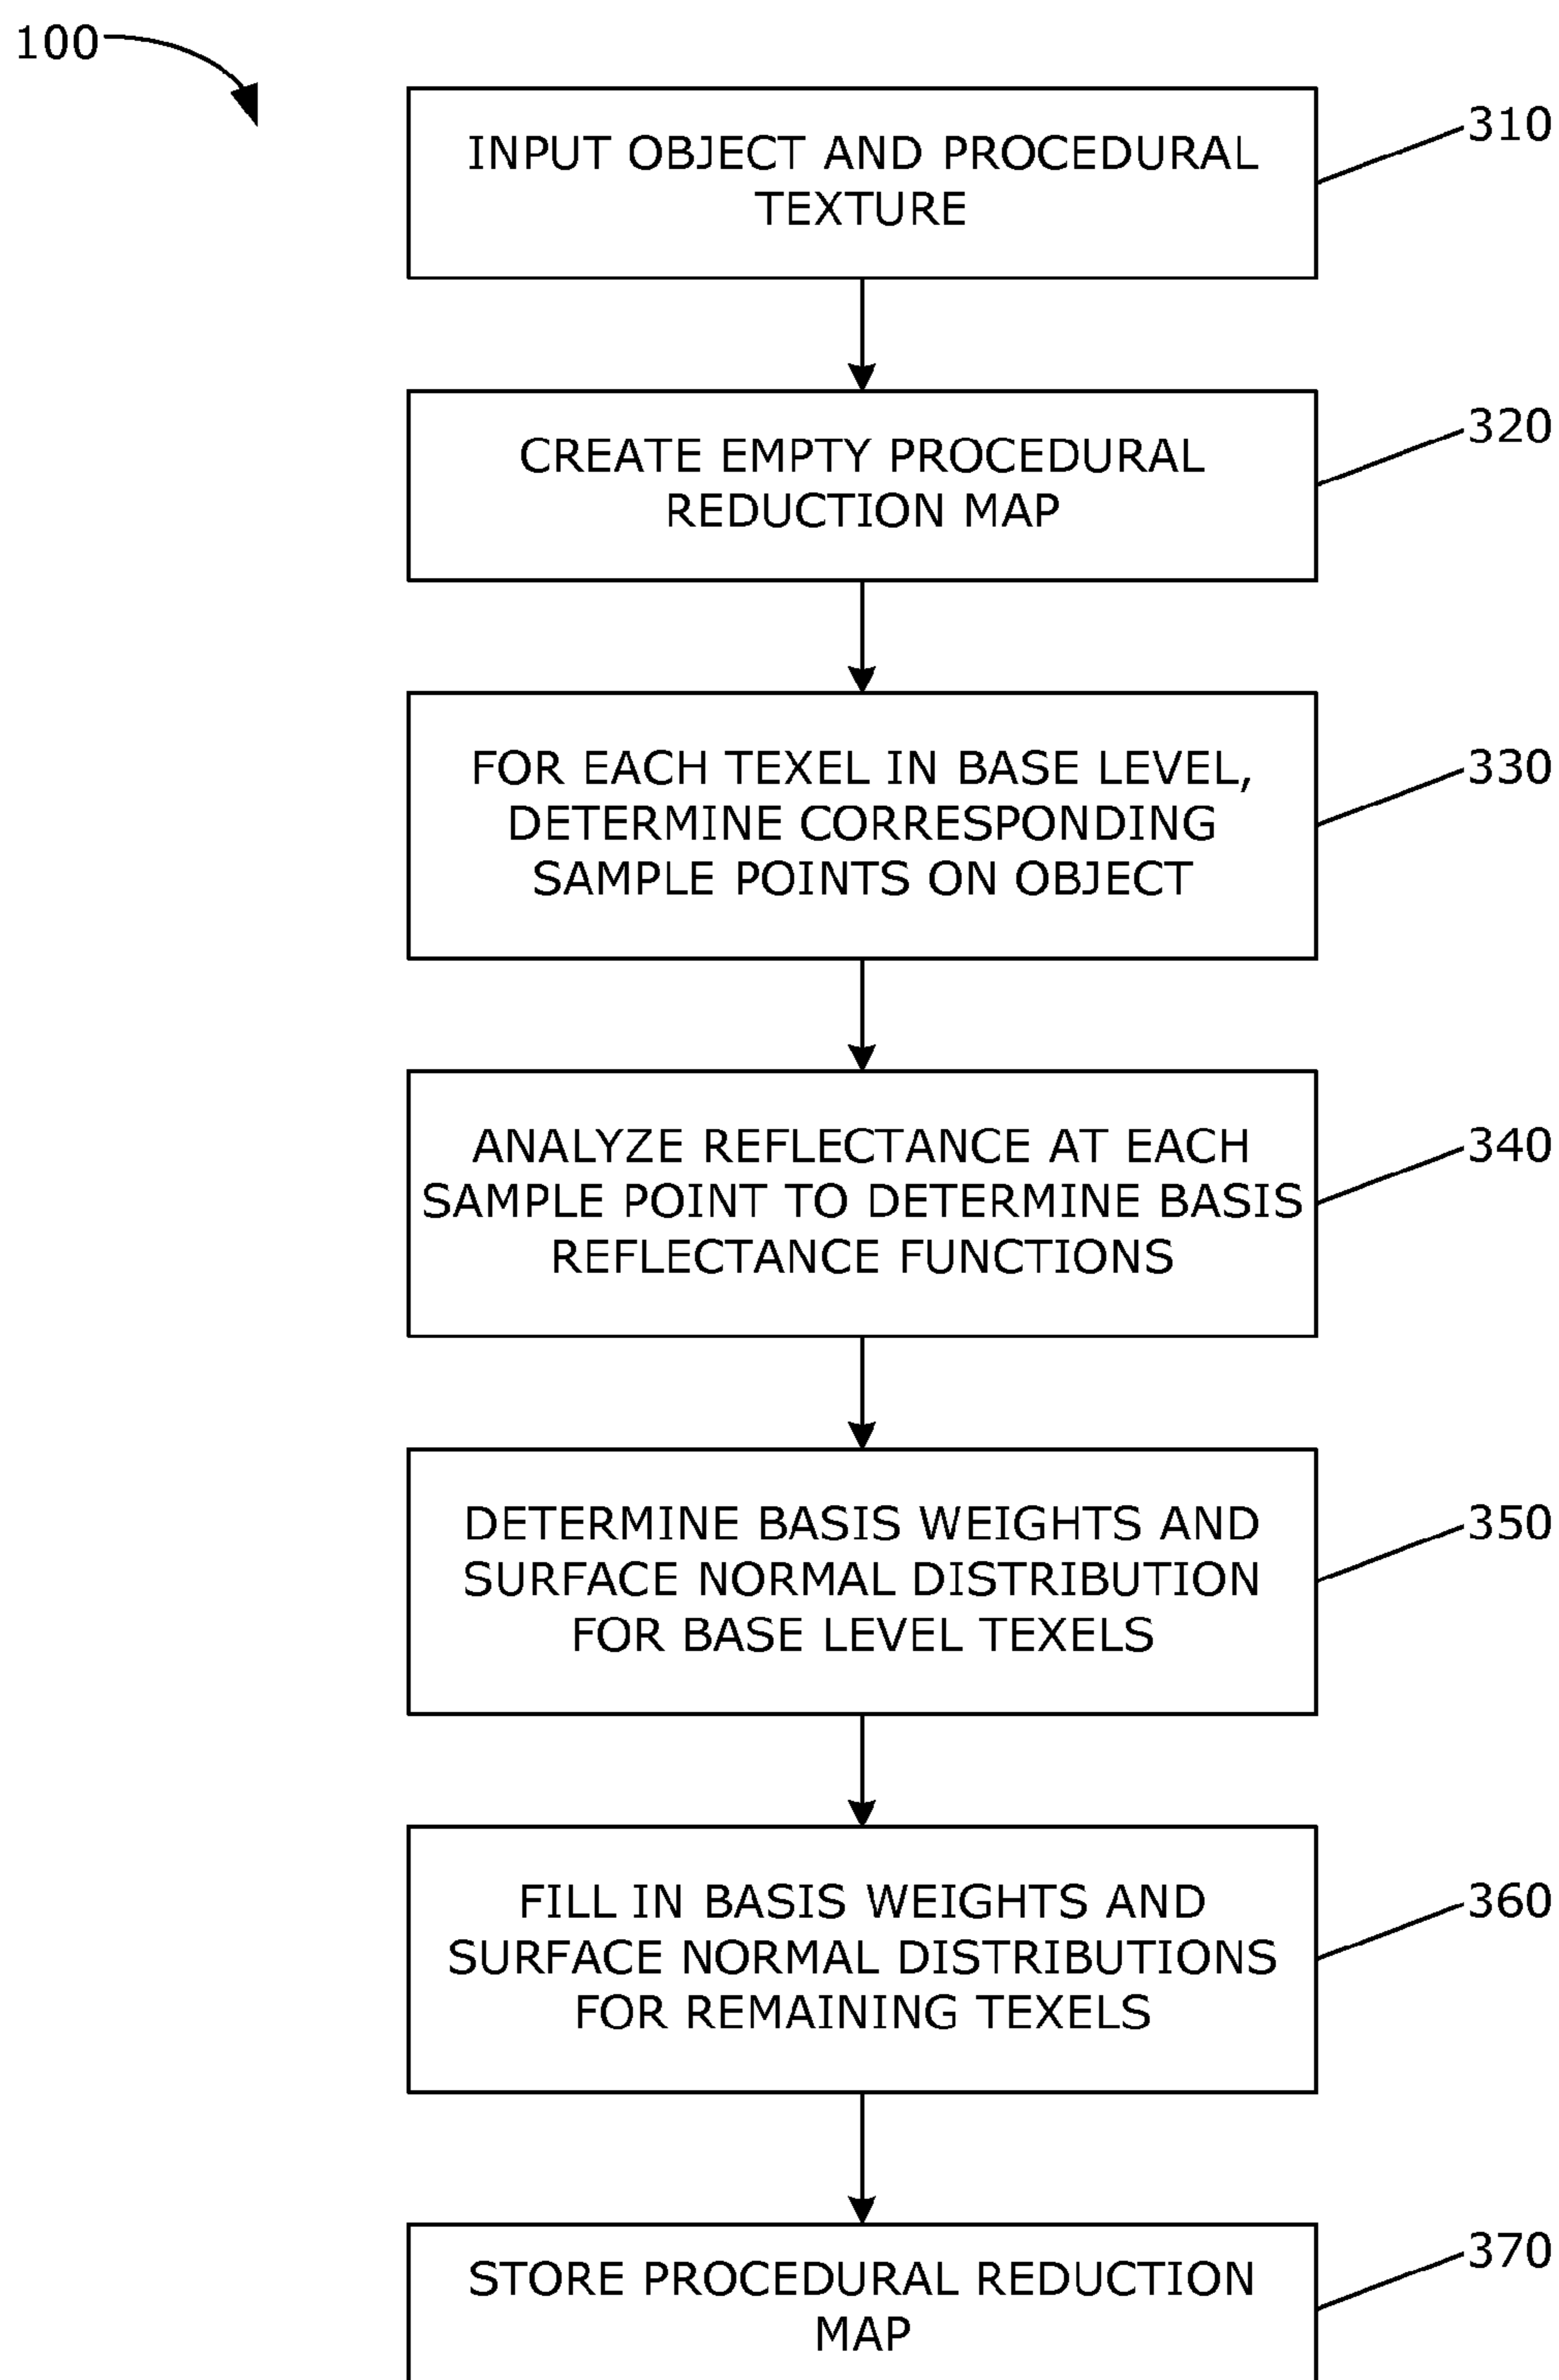 100
INPUT OBJECT AND PROCEDURAL
TEXTURE
310
CREATE EMPTY PROCEDURAL
REDUCTION MAP
320
FOR EACH TEXEL IN BASE LEVEL,
DETERMINE CORRESPONDING
SAMPLE POINTS ON OBJECT
330
ANALYZE REFLECTANCE AT EACH
SAMPLE POINT TO DETERMINE BASIS
REFLECTANCE FUNCTIONS
340
DETERMINE BASIS WEIGHTS AND
SURFACE NORMAL DISTRIBUTION
FOR BASE LEVEL TEXELS
350
FILL IN BASIS WEIGHTS AND
SURFACE NORMAL DISTRIBUTIONS
FOR REMAINING TEXELS
360
STORE PROCEDURAL REDUCTION
MAP
370